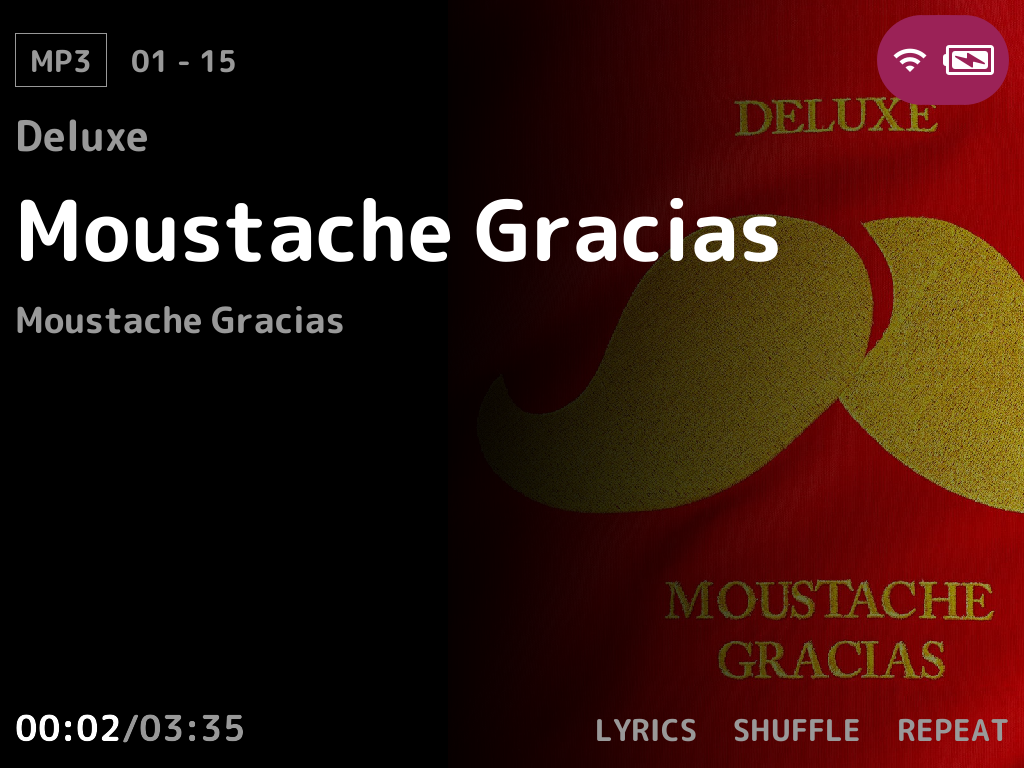 MP3 01 - 15
Deluxe
Moustache Gracias
Moustache Gracias
DELUXE
MOUSTACHE
GRACIAS
00:02/03:35
LYRICS SHUFFLE REPEAT